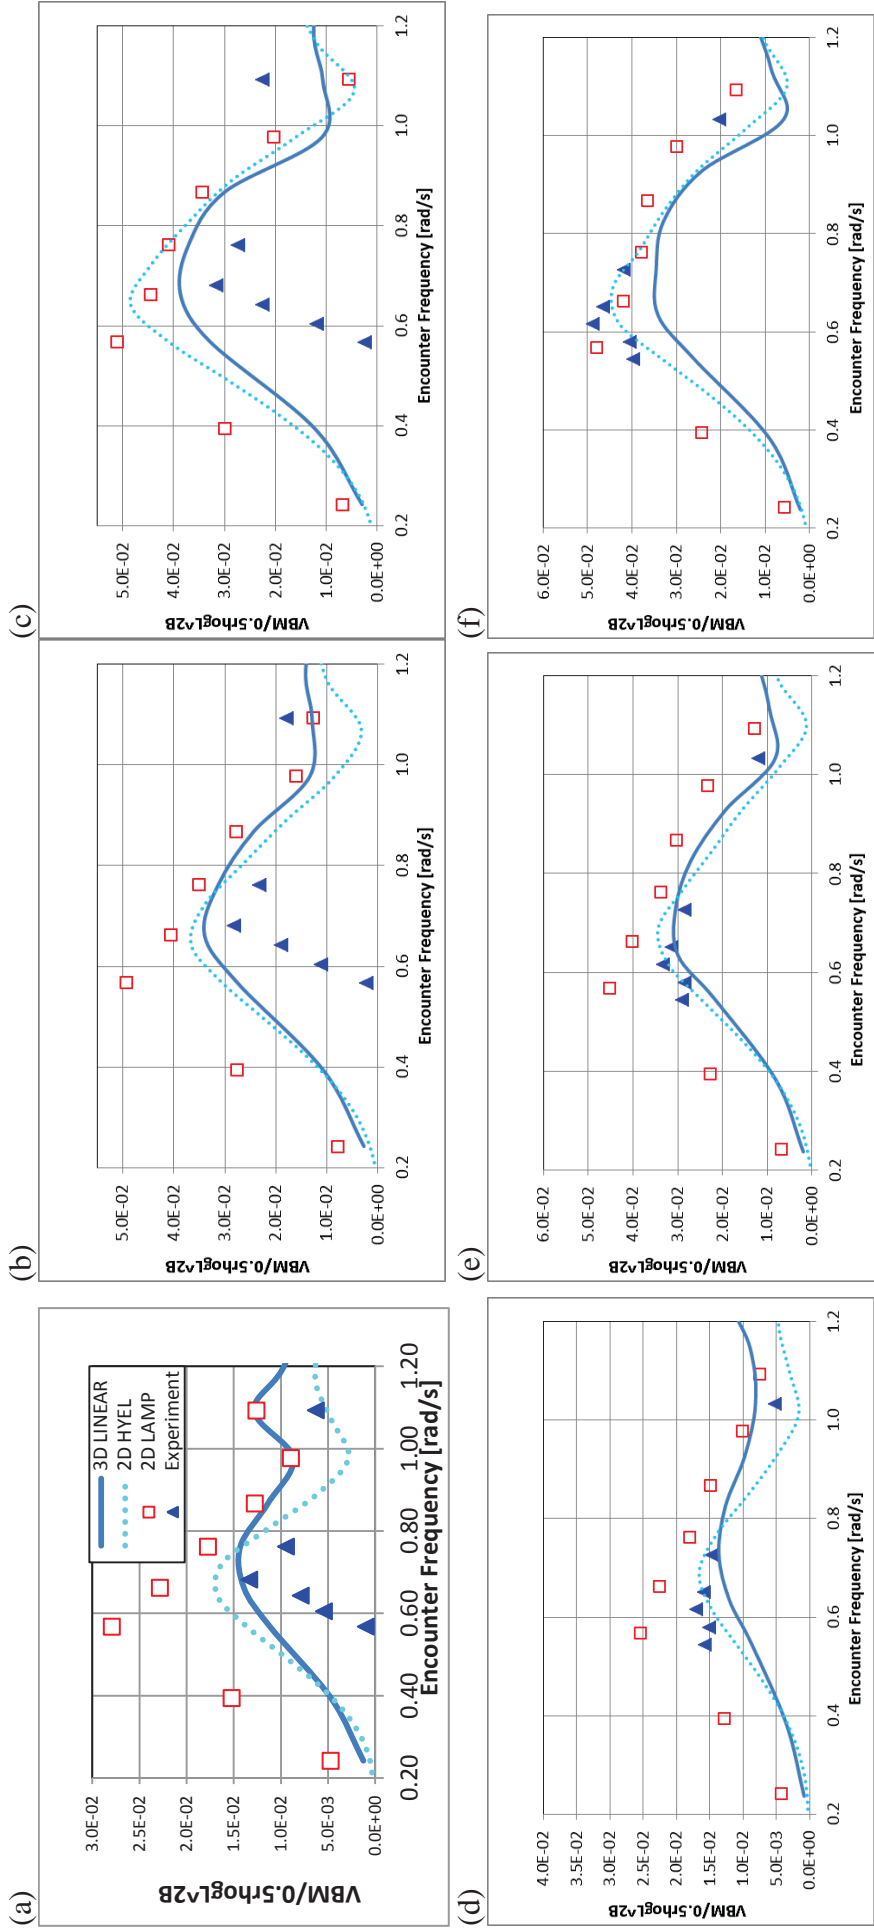 (a)
3.0E-02
2.5E-02
2.0E-02
1.5E-02
1.0E-02
5.0E-03
0.0E+00
VBM/0.5rhogL^2B
3D LINEAR
2D HYEL
2D LAMP
Experiment
0.20 0.40 0.60 0.80 1.00 1.20
Encounter Frequency [rad/s]
(b)
5.0E-02
4.0E-02
3.0E-02
2.0E-02
1.0E-02
0.0E+00
VBM/0.5rhogL^2B
0.2 0.4 0.6 0.8 1.0 1.2
Encounter Frequency [rad/s]
(c)
5.0E-02
4.0E-02
3.0E-02
2.0E-02
1.0E-02
0.0E+00
VBM/0.5rhogL^2B
0.2 0.4 0.6 0.8 1.0 1.2
Encounter Frequency [rad/s]
(d)
4.0E-02
3.5E-02
3.0E-02
2.5E-02
2.0E-02
1.5E-02
1.0E-02
5.0E-03
0.0E+00
VBM/0.5rhogL^2B
0.2 0.4 0.6 0.8 1.0 1.2
Encounter Frequency [rad/s]
(e)
6.0E-02
5.0E-02
4.0E-02
3.0E-02
2.0E-02
1.0E-02
0.0E+00
VBM/0.5rhogL^2B
0.2 0.4 0.6 0.8 1.0 1.2
Encounter Frequency [rad/s]
(f)
6.0E-02
5.0E-02
4.0E-02
3.0E-02
2.0E-02
1.0E-02
0.0E+00
VBM/0.5rhogL^2B
0.2 0.4 0.6 0.8 1.0 1.2
Encounter Frequency [rad/s]